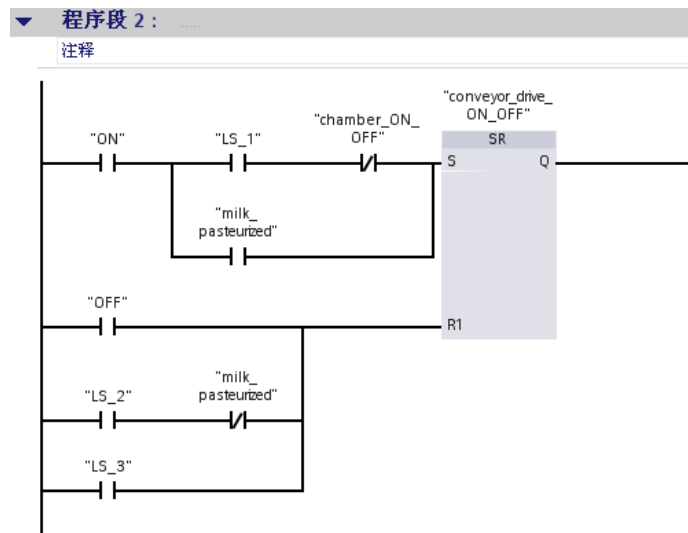 程序段 2： .....
注释
"conveyor_drive_
ON_OFF"
"chamber_ON_
OFF"
"ON"
"LS_1"
SR
S
Q
"milk_
pasteurized"
"OFF"
R1
"milk_
pasteurized"
"LS_2"
"LS_3"